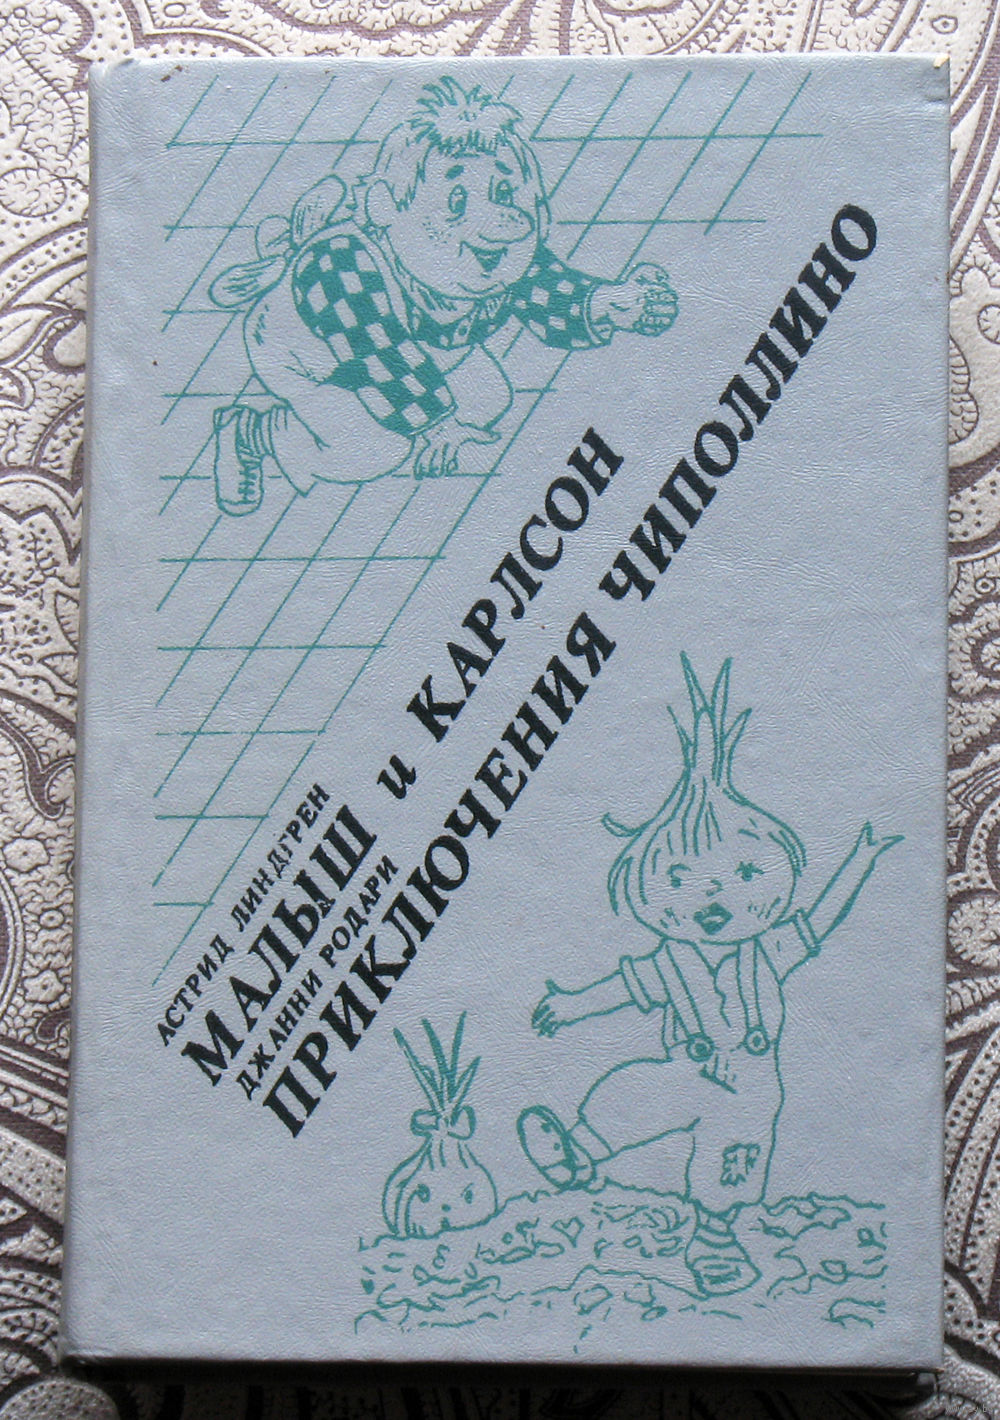 АСТРИД ЛИНДГРЕН
МАЛЫШ и КАРЛСОН
ДЖАННИ РОДАРИ
ПРИКЛЮЧЕНИЯ ЧИПОЛЛИНО